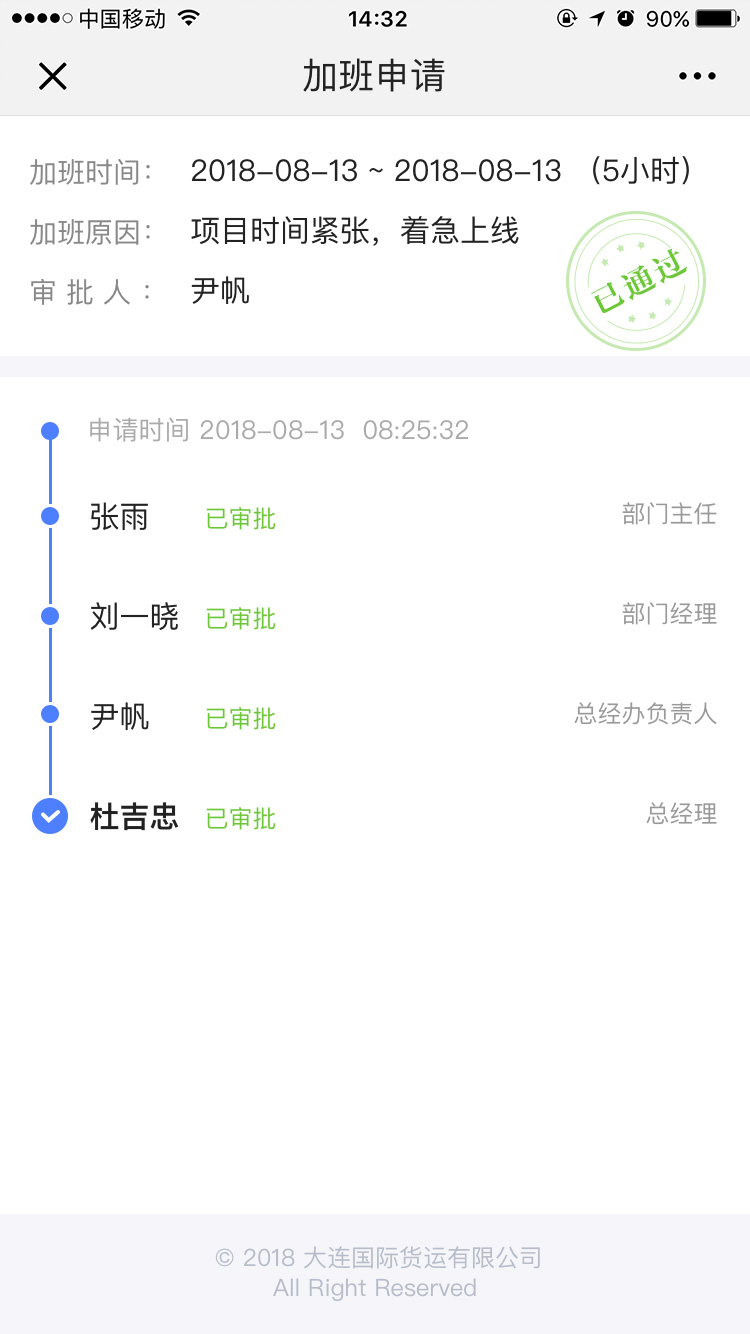 中国移动 14:32 90%
加班申请
加班时间： 2018-08-13 ~ 2018-08-13 （5小时）
加班原因： 项目时间紧张，着急上线
审 批 人 ： 尹帆
已通过
申请时间 2018-08-13 08:25:32
张雨 已审批 部门主任
刘一晓 已审批 部门经理
尹帆 已审批 总经办负责人
杜吉忠 已审批 总经理
© 2018 大连国际货运有限公司
All Right Reserved